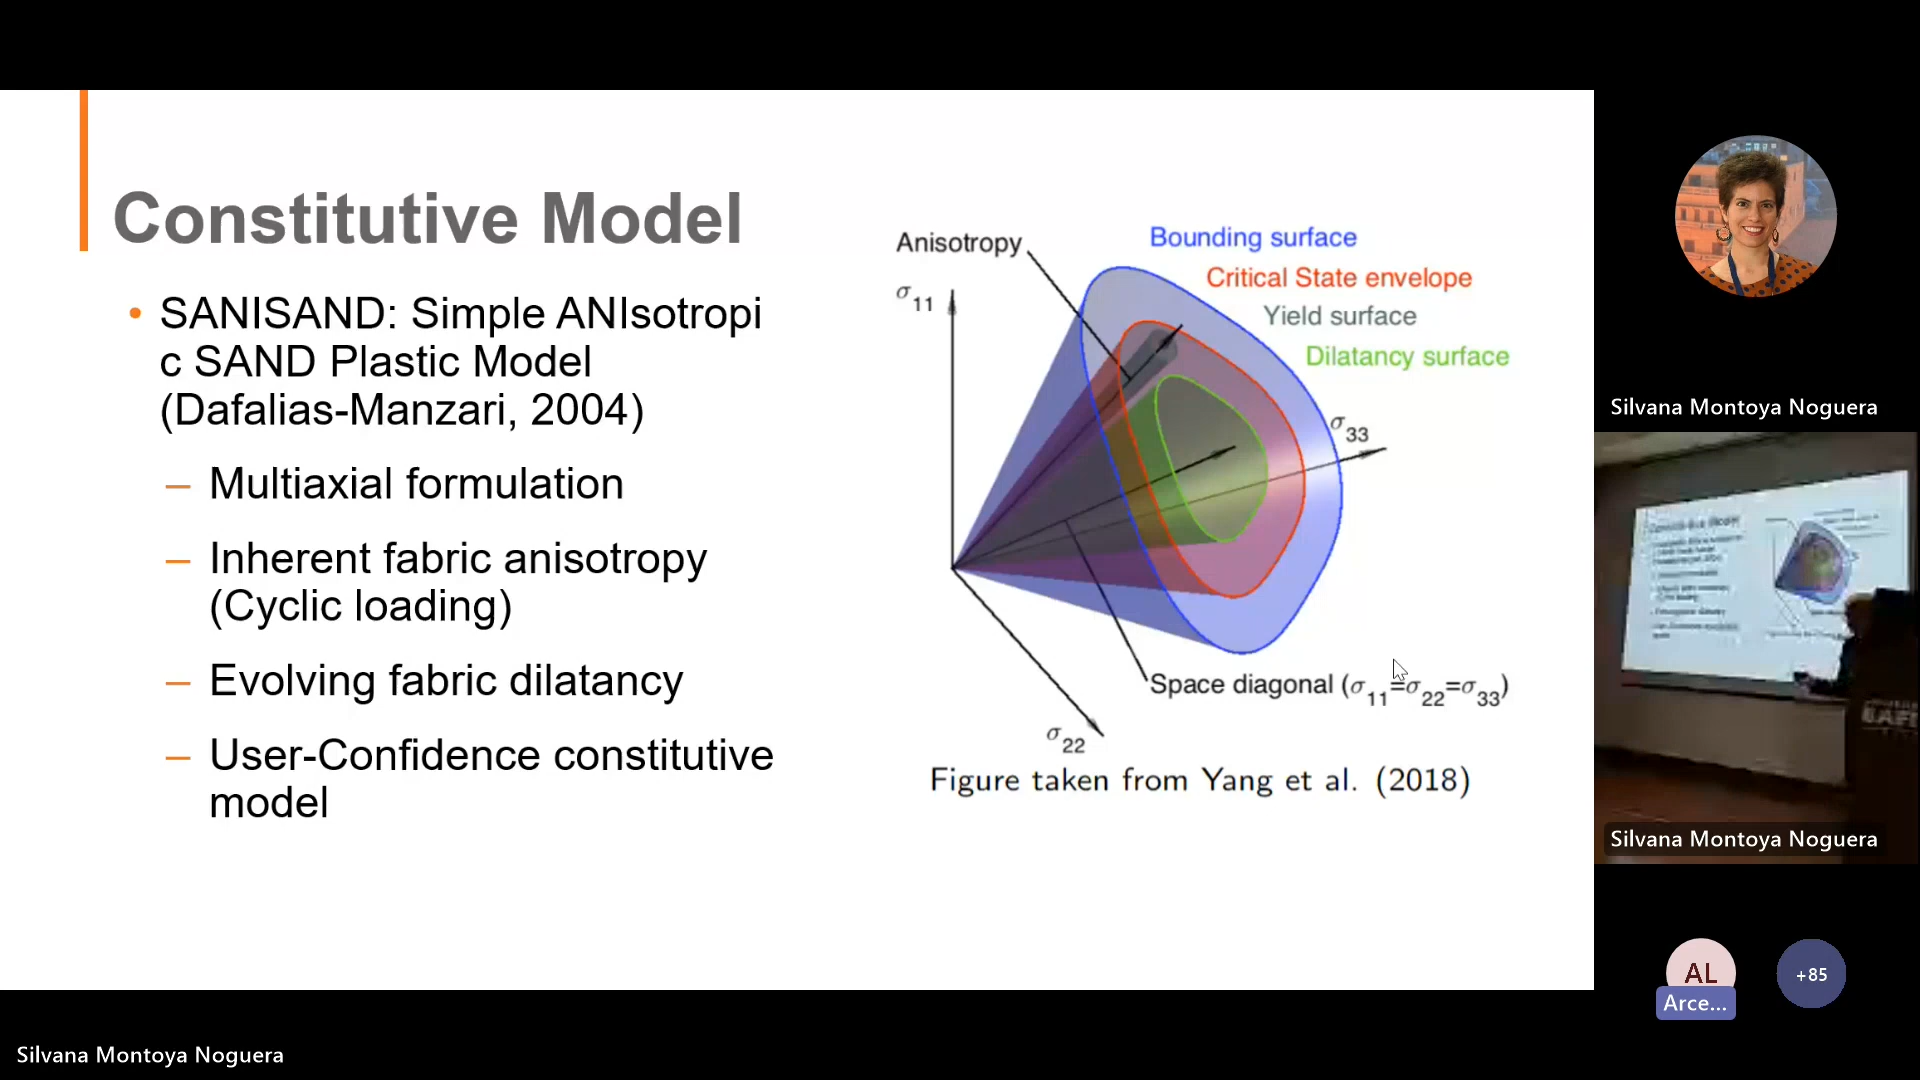 Constitutive Model
• SANISAND: Simple ANIsotropi
c SAND Plastic Model
(Dafalias-Manzari, 2004)
– Multiaxial formulation
– Inherent fabric anisotropy
(Cyclic loading)
– Evolving fabric dilatancy
– User-Confidence constitutive
model
Anisotropy
Bounding surface
Critical State envelope
Yield surface
Dilatancy surface
σ11
σ33
Space diagonal (σ11=σ22=σ33)
σ22
Figure taken from Yang et al. (2018)
Silvana Montoya Noguera
Silvana Montoya Noguera
AL
Arce...
+85
Silvana Montoya Noguera